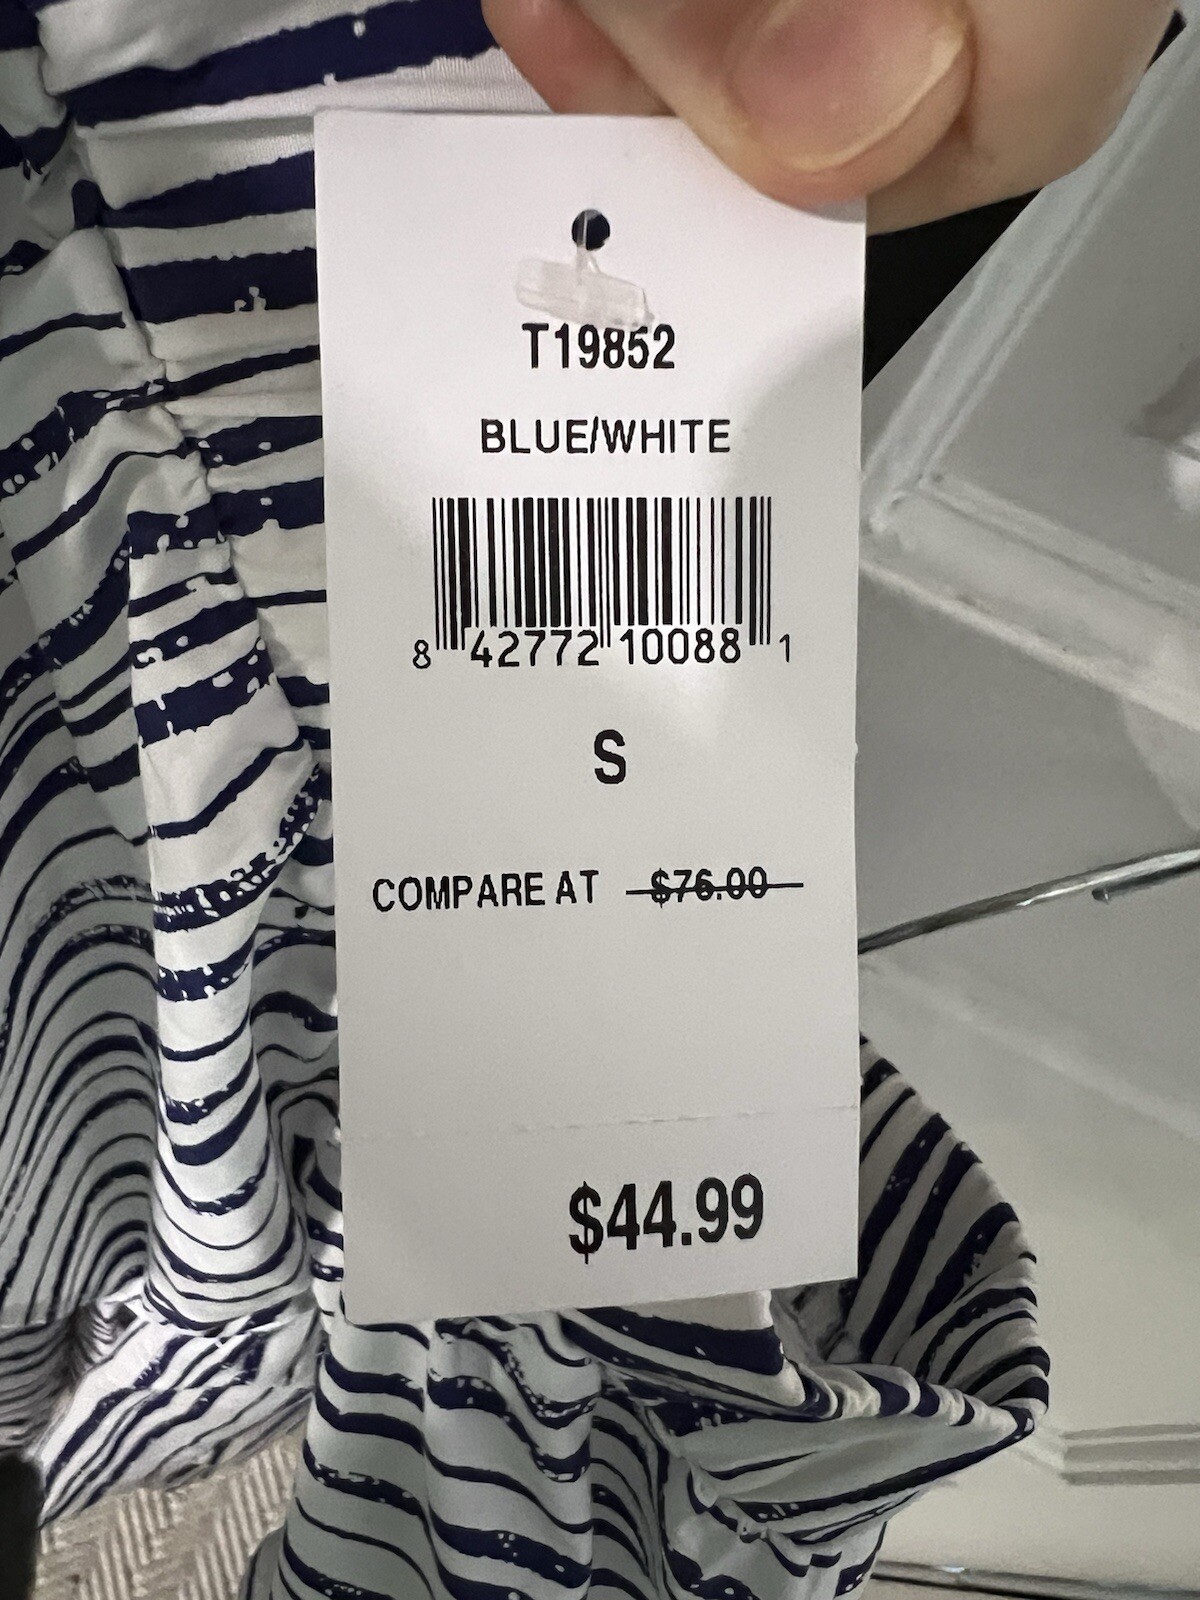 T19852
BLUE/WHITE
8 42772 10088 1
S
COMPARE AT $76.00
$44.99